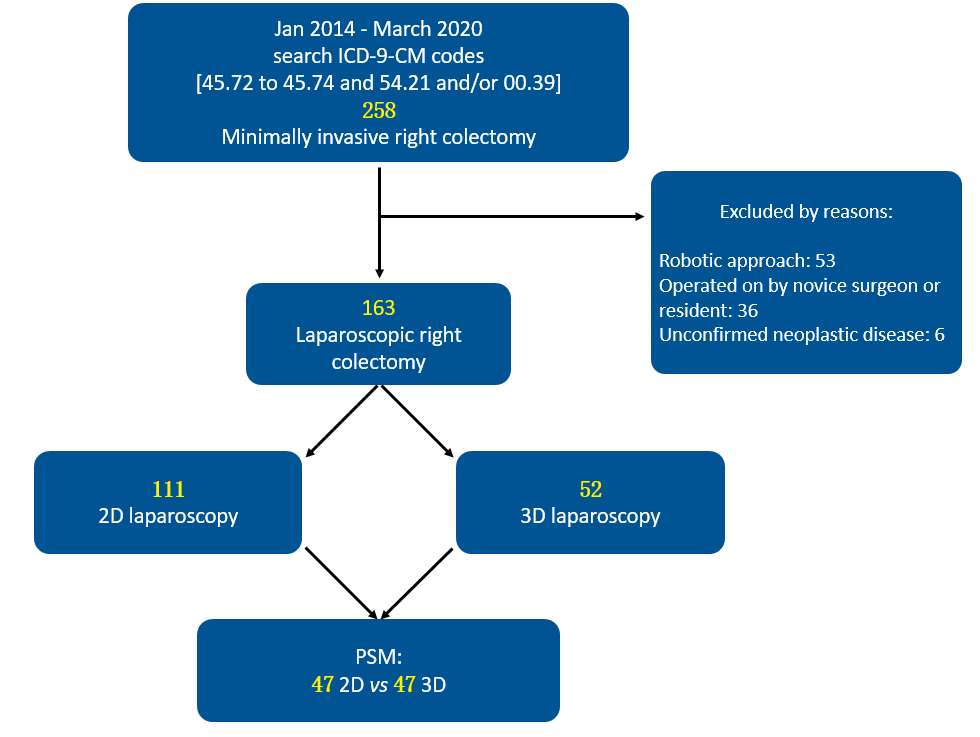 Jan 2014 - March 2020
search ICD-9-CM codes
[45.72 to 45.74 and 54.21 and/or 00.39]
258
Minimally invasive right colectomy
Excluded by reasons:
Robotic approach: 53
Operated on by novice surgeon or
resident: 36
Unconfirmed neoplastic disease: 6
163
Laparoscopic right
colectomy
111
2D laparoscopy
52
3D laparoscopy
PSM:
47 2D vs 47 3D